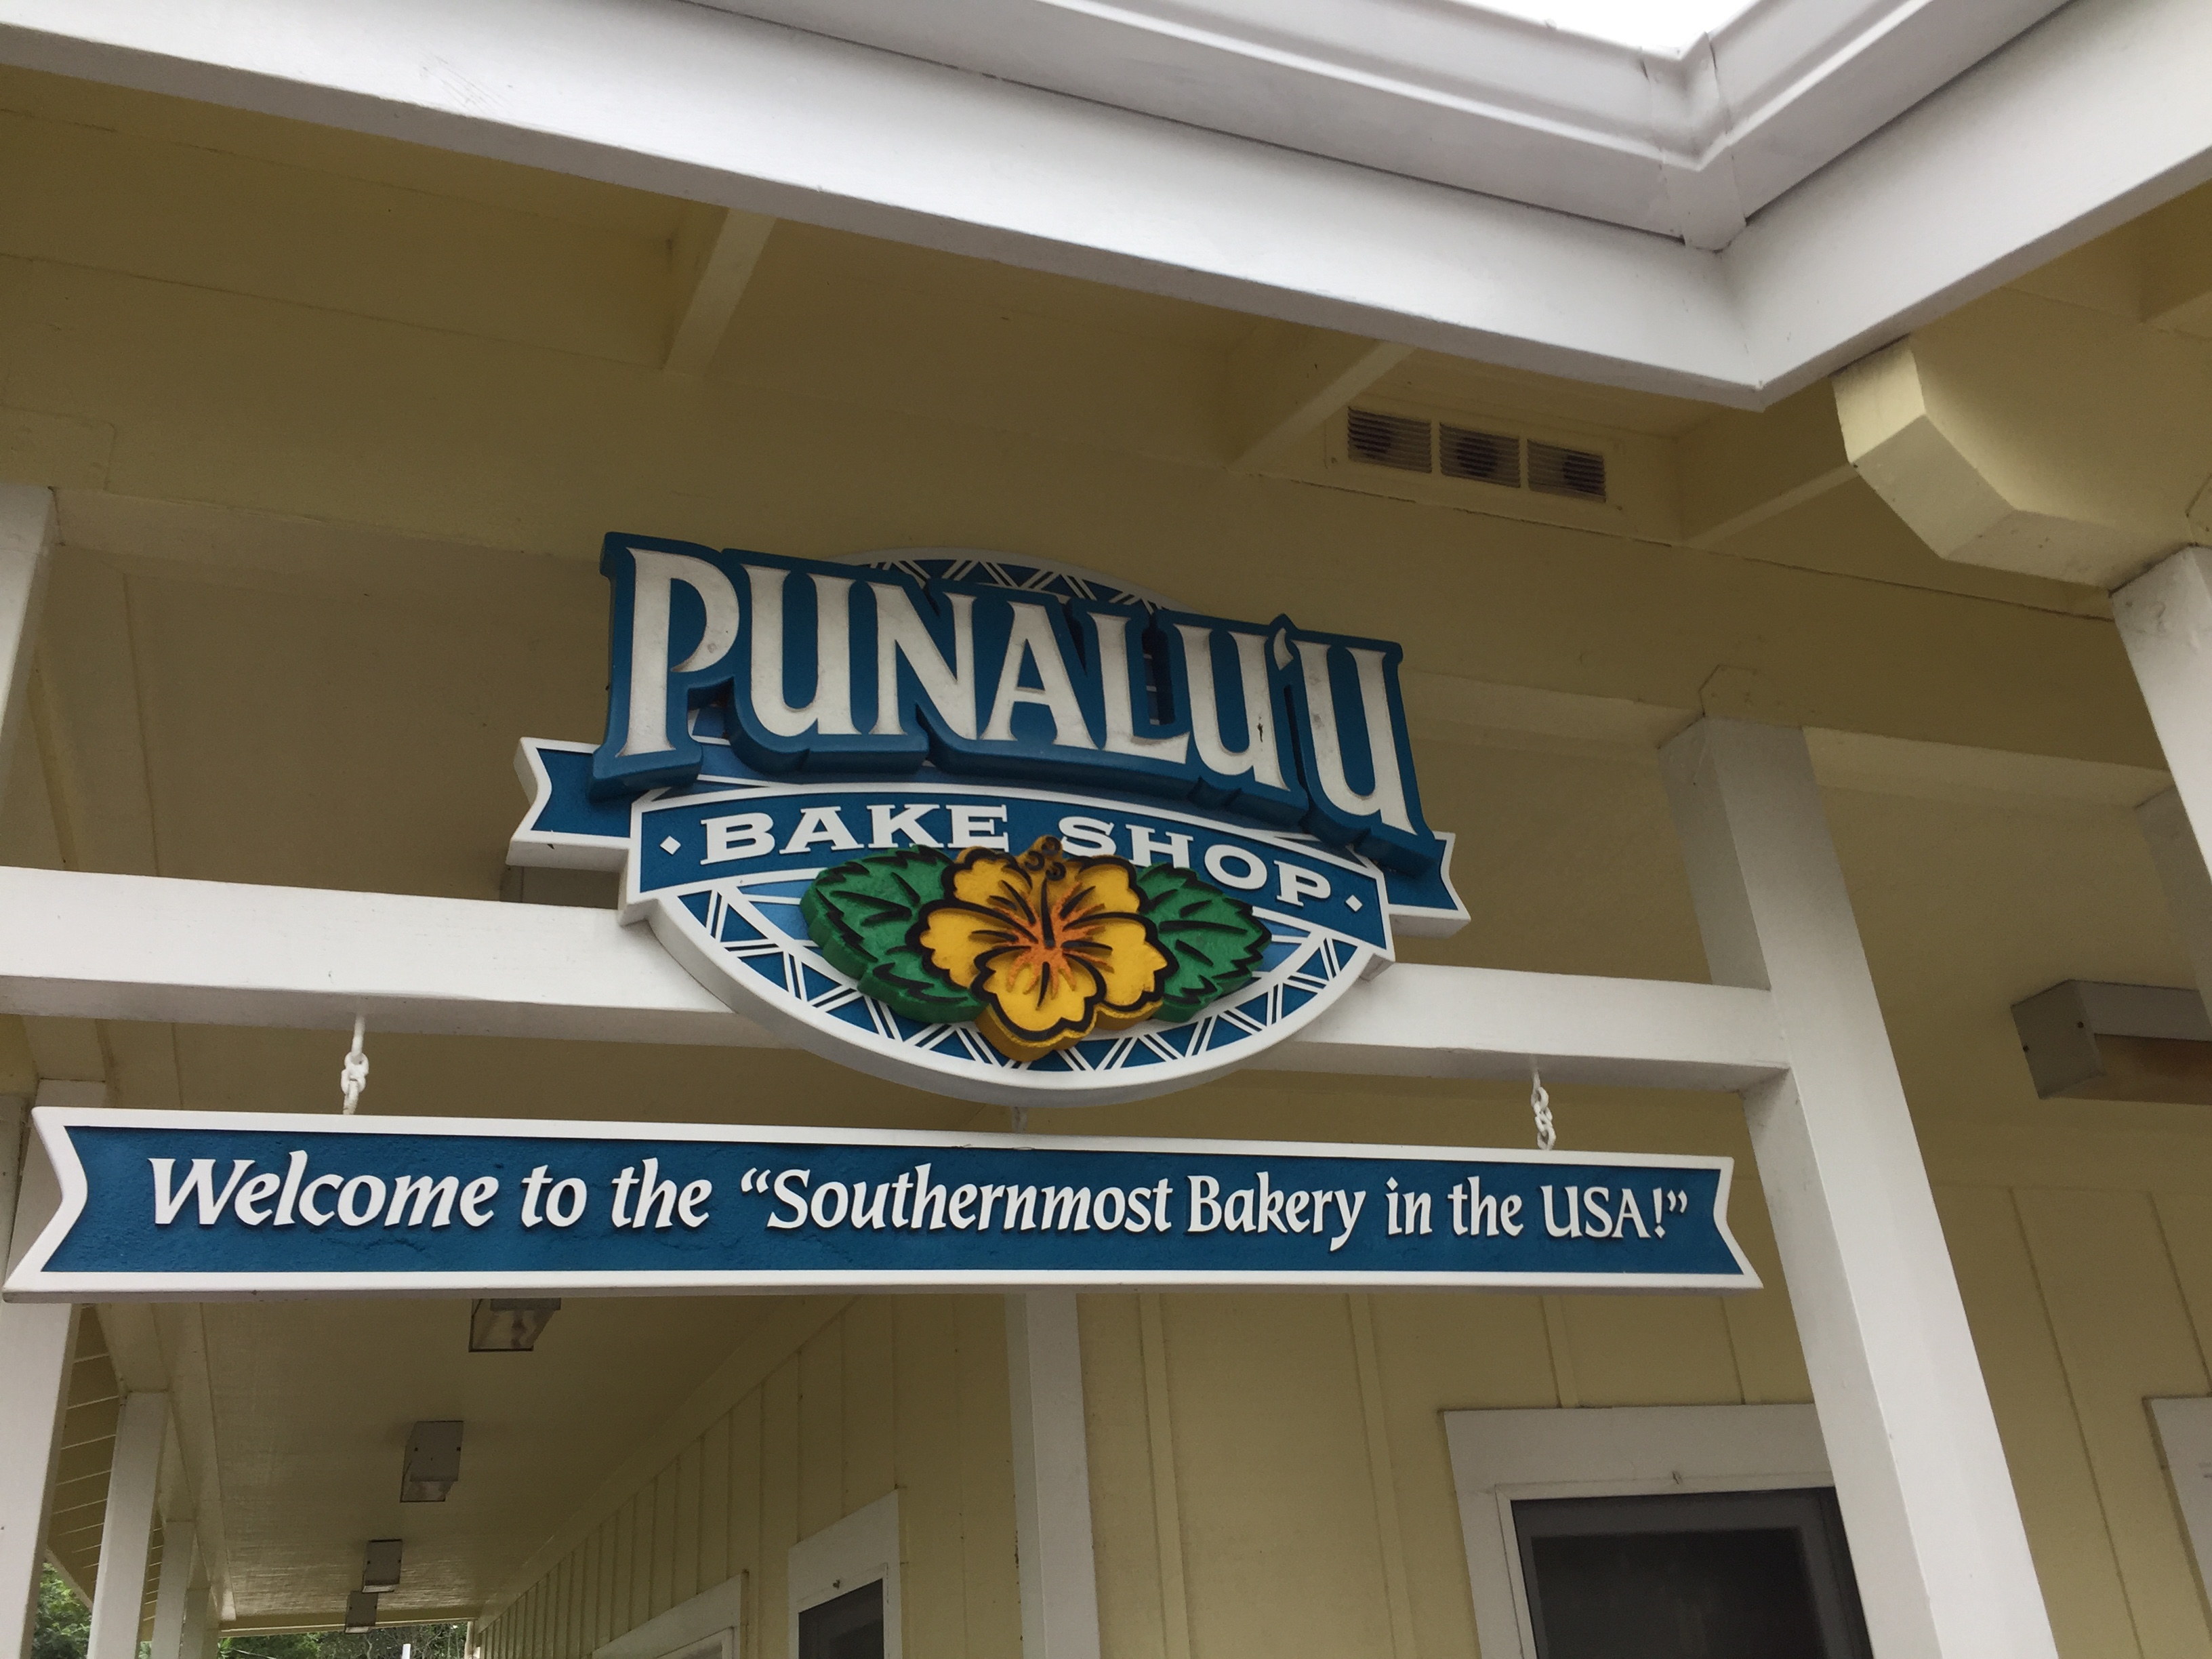 PUNALU'U
BAKE SHOP
Welcome to the “Southernmost Bakery in the USA!”